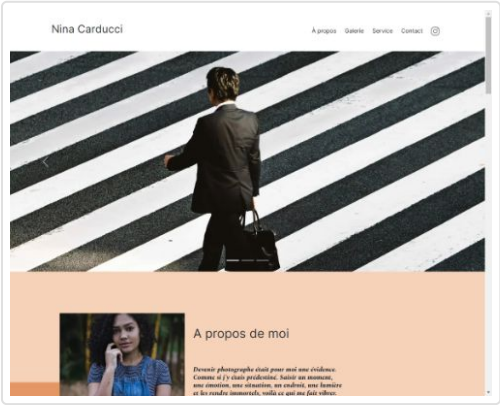 Nina Carducci
À propos Galerie Service Contact
A propos de moi
Devenir photographe était pour moi une évidence.
Comme si j'y étais prédestiné. Saisir un moment,
une émotion, une situation, un endroit, une lumière
et les rendre immortels, voilà ce qui me fait vibrer.